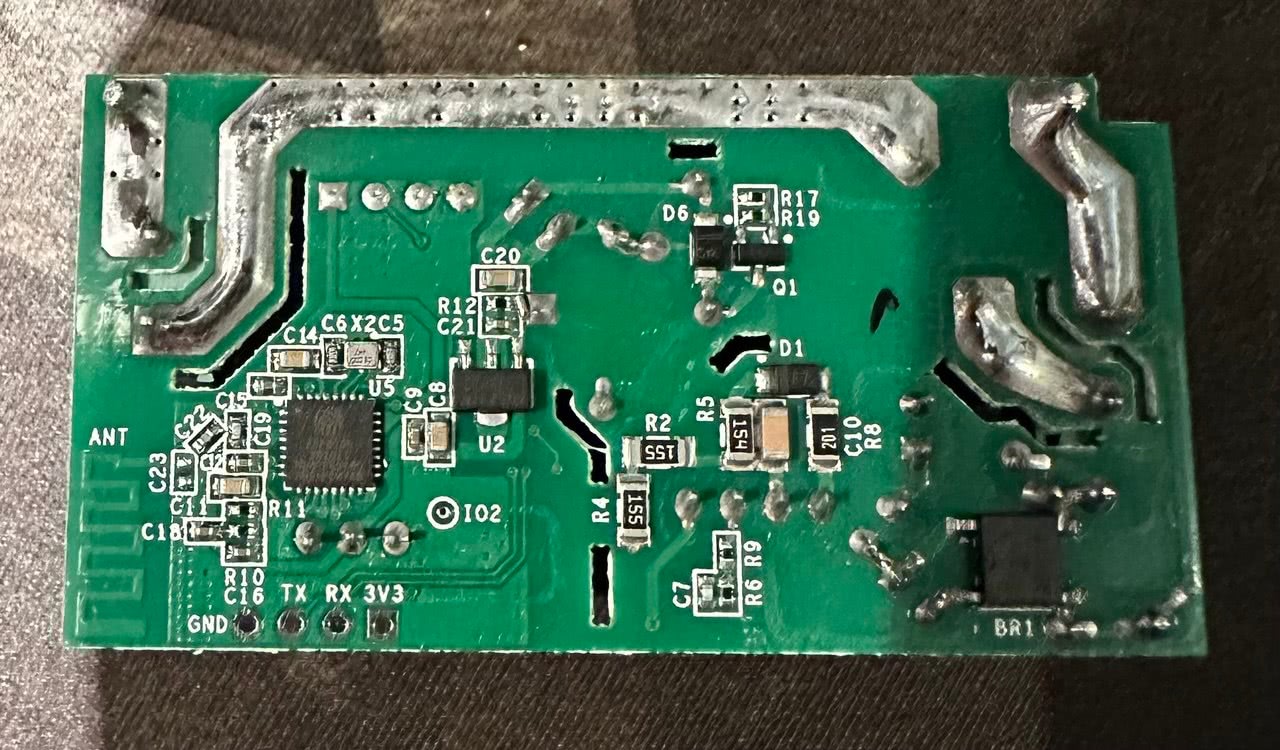 R17
R19
D6
Q1
C20
R12
C21
C6 X2 C5
C14
U5
D1
C15
C19
C22
C9
C8
U2
ANT
R5
154
201
C10
R8
R2
155
C23
C11
R11
R4
155
IO2
C18
R10
C16
C7
R9
R6
TX RX 3V3
GND
BR1